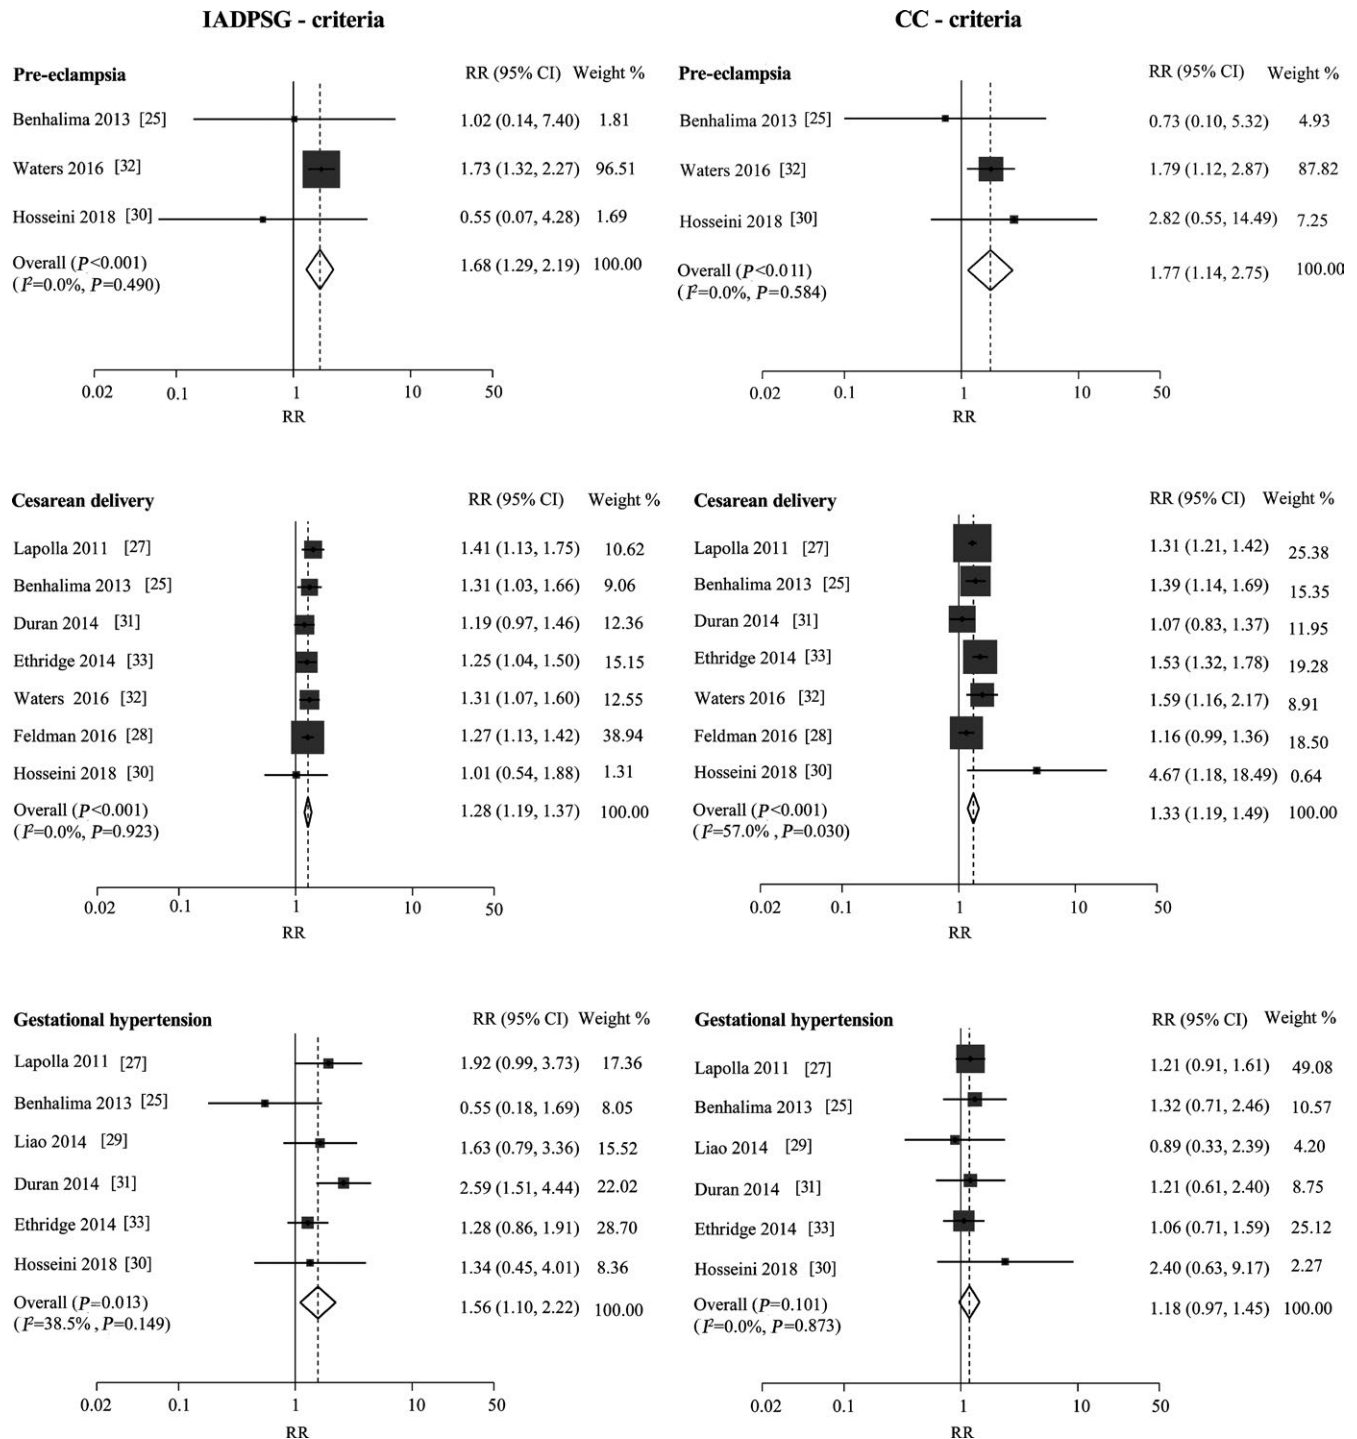 IADPSG - criteria
Pre-eclampsia RR (95% CI) Weight %
Benhalima 2013 [25] 1.02 (0.14, 7.40) 1.81
Waters 2016 [32] 1.73 (1.32, 2.27) 96.51
Hosseini 2018 [30] 0.55 (0.07, 4.28) 1.69
Overall (P<0.001) 1.68 (1.29, 2.19) 100.00
(I²=0.0%, P=0.490)
0.02 0.1 1 10 50
RR
CC - criteria
Pre-eclampsia RR (95% CI) Weight %
Benhalima 2013 [25] 0.73 (0.10, 5.32) 4.93
Waters 2016 [32] 1.79 (1.12, 2.87) 87.82
Hosseini 2018 [30] 2.82 (0.55, 14.49) 7.25
Overall (P<0.011) 1.77 (1.14, 2.75) 100.00
(I²=0.0%, P=0.584)
0.02 0.1 1 10 50
RR
Cesarean delivery RR (95% CI) Weight %
Lapolla 2011 [27] 1.41 (1.13, 1.75) 10.62
Benhalima 2013 [25] 1.31 (1.03, 1.66) 9.06
Duran 2014 [31] 1.19 (0.97, 1.46) 12.36
Ethridge 2014 [33] 1.25 (1.04, 1.50) 15.15
Waters 2016 [32] 1.31 (1.07, 1.60) 12.55
Feldman 2016 [28] 1.27 (1.13, 1.42) 38.94
Hosseini 2018 [30] 1.01 (0.54, 1.88) 1.31
Overall (P<0.001) 1.28 (1.19, 1.37) 100.00
(I²=0.0%, P=0.923)
0.02 0.1 1 10 50
RR
Cesarean delivery RR (95% CI) Weight %
Lapolla 2011 [27] 1.31 (1.21, 1.42) 25.38
Benhalima 2013 [25] 1.39 (1.14, 1.69) 15.35
Duran 2014 [31] 1.07 (0.83, 1.37) 11.95
Ethridge 2014 [33] 1.53 (1.32, 1.78) 19.28
Waters 2016 [32] 1.59 (1.16, 2.17) 8.91
Feldman 2016 [28] 1.16 (0.99, 1.36) 18.50
Hosseini 2018 [30] 4.67 (1.18, 18.49) 0.64
Overall (P<0.001) 1.33 (1.19, 1.49) 100.00
(I²=57.0% , P=0.030)
0.02 0.1 1 10 50
RR
Gestational hypertension RR (95% CI) Weight %
Lapolla 2011 [27] 1.92 (0.99, 3.73) 17.36
Benhalima 2013 [25] 0.55 (0.18, 1.69) 8.05
Liao 2014 [29] 1.63 (0.79, 3.36) 15.52
Duran 2014 [31] 2.59 (1.51, 4.44) 22.02
Ethridge 2014 [33] 1.28 (0.86, 1.91) 28.70
Hosseini 2018 [30] 1.34 (0.45, 4.01) 8.36
Overall (P=0.013) 1.56 (1.10, 2.22) 100.00
(I²=38.5% , P=0.149)
0.02 0.1 1 10 50
RR
Gestational hypertension RR (95% CI) Weight %
Lapolla 2011 [27] 1.21 (0.91, 1.61) 49.08
Benhalima 2013 [25] 1.32 (0.71, 2.46) 10.57
Liao 2014 [29] 0.89 (0.33, 2.39) 4.20
Duran 2014 [31] 1.21 (0.61, 2.40) 8.75
Ethridge 2014 [33] 1.06 (0.71, 1.59) 25.12
Hosseini 2018 [30] 2.40 (0.63, 9.17) 2.27
Overall (P=0.101) 1.18 (0.97, 1.45) 100.00
(I²=0.0%, P=0.873)
0.02 0.1 1 10 50
RR